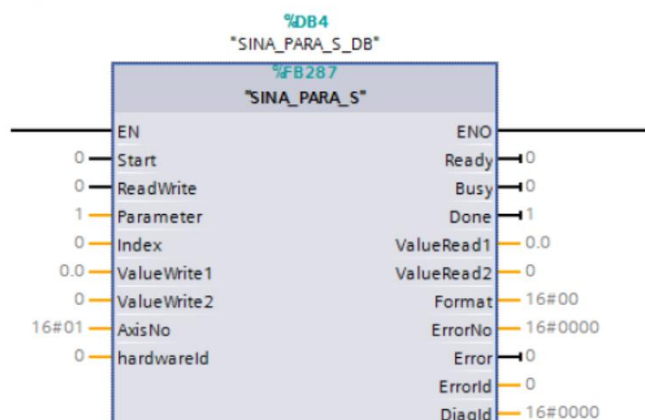 %DB4
"SINA_PARA_S_DB"
%FB287
"SINA_PARA_S"
EN ENO
0 Start Ready 0
0 ReadWrite Busy 0
1 Parameter Done 1
0 Index ValueRead1 0.0
0.0 ValueWrite1 ValueRead2 0
0 ValueWrite2 Format 16#00
16#01 AxisNo ErrorNo 16#0000
0 hardwareId Error 0
ErrorId 0
DiagId 16#0000